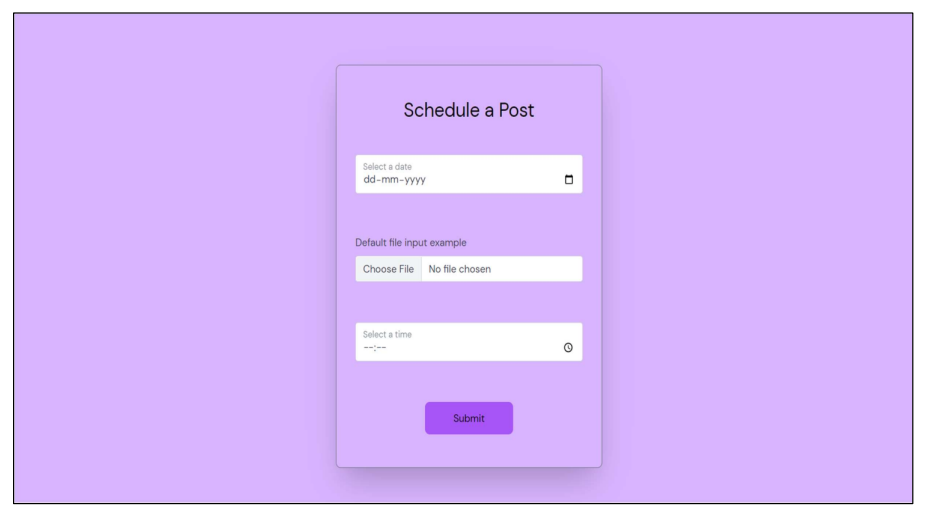 Schedule a Post
Select a date
dd-mm-yyyy
Default file input example
Choose File No file chosen
Select a time
--:--
Submit